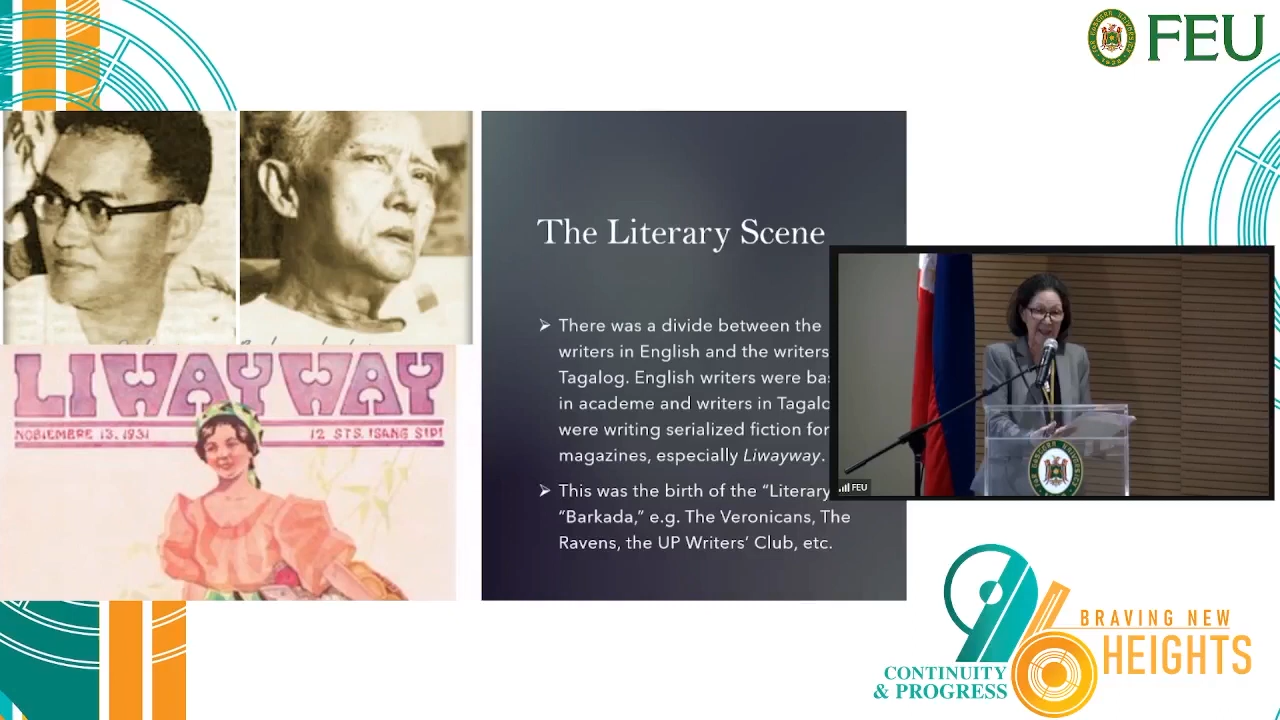 FEU
The Literary Scene
➢ There was a divide between the
writers in English and the writers
Tagalog. English writers were
in academe and writers in
were writing serialized fiction for
magazines, especially Liwayway.
➢ This was the birth of the “Literary
“Barkada,” e.g. The Veronicans, The
Ravens, the UP Writers’ Club, etc.
LIWAYWAY
NOBIEMBRE 13, 1931 12 STS. ISANG SIPI
FEU
96
BRAVING NEW
HEIGHTS
CONTINUITY
& PROGRESS